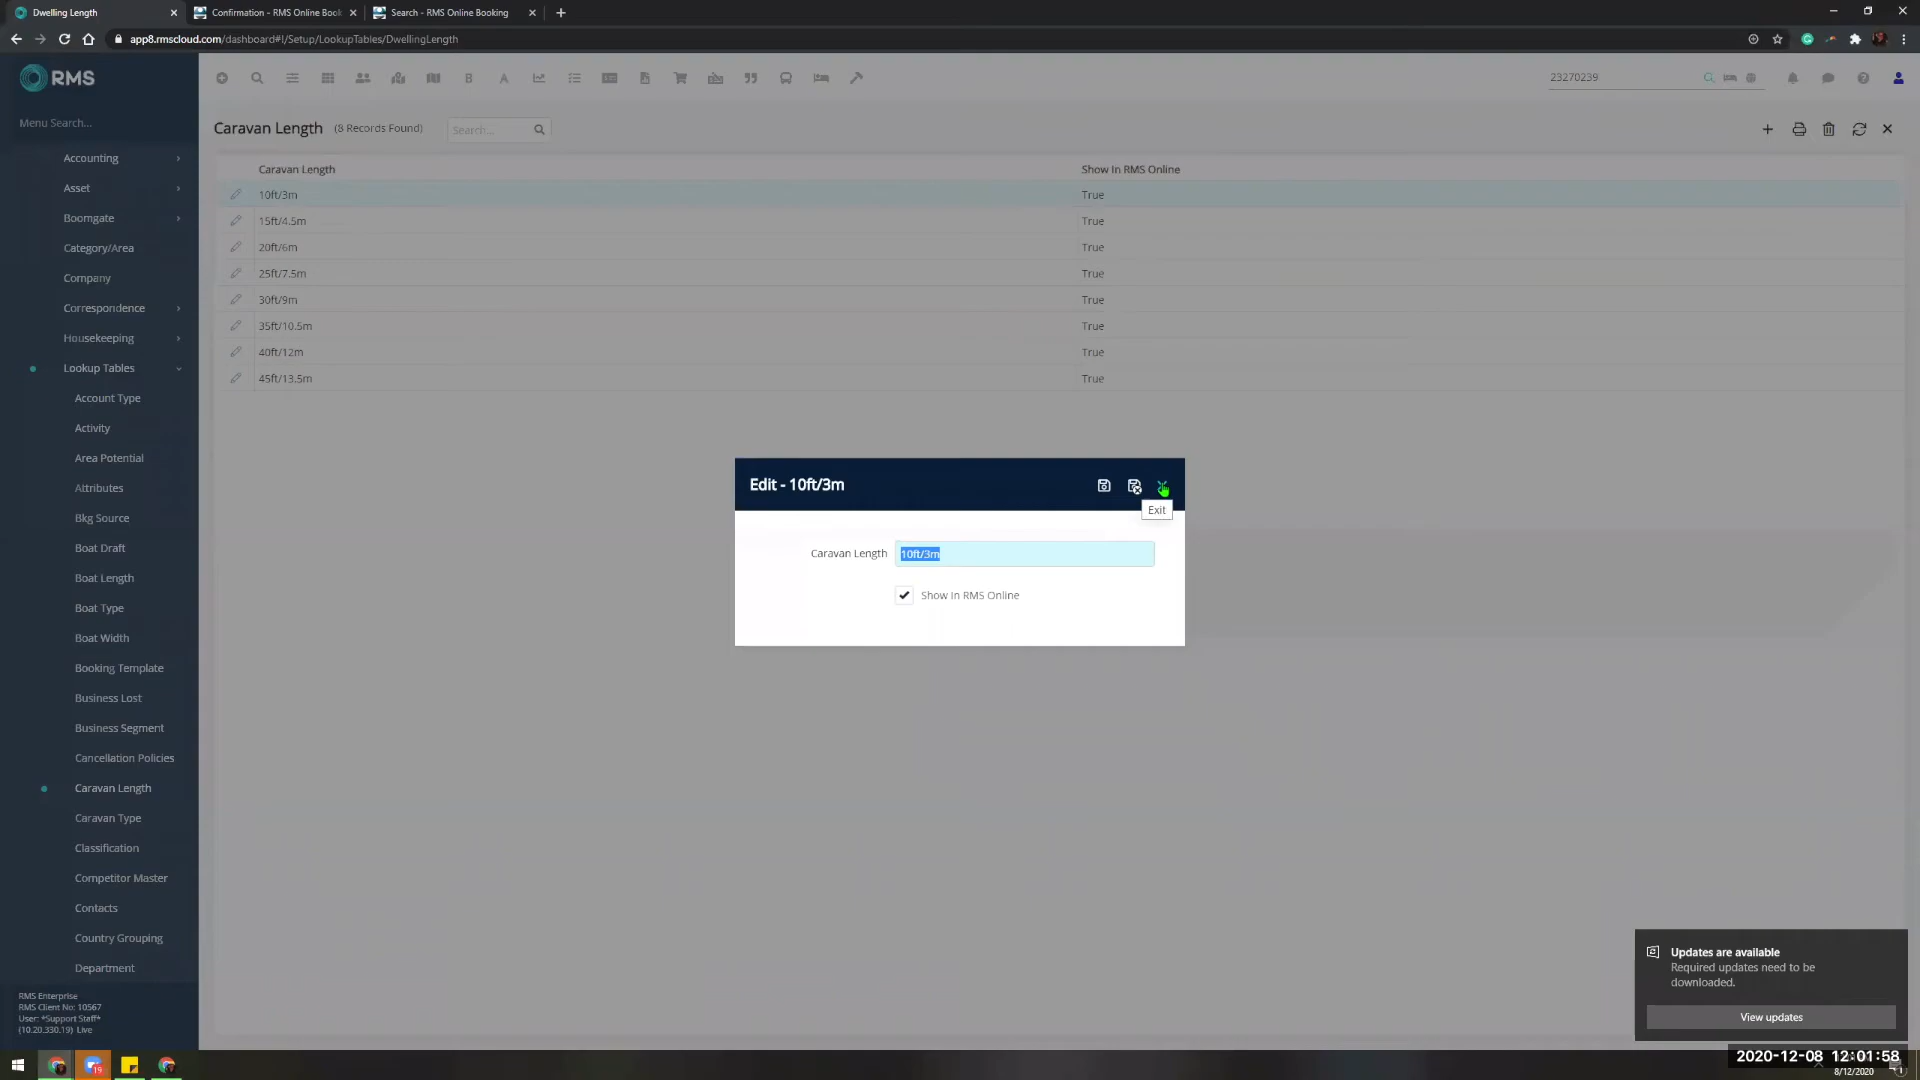 Dwelling Length
Confirmation - RMS Online Book
Search - RMS Online Booking
app8.rmscloud.com/dashboard#!/Setup/LookupTables/DwellingLength
RMS
B
A
23270239
Menu Search...
Caravan Length (8 Records Found) Search...
Accounting
Asset
Boomgate
Category/Area
Company
Correspondence
Housekeeping
Lookup Tables
Account Type
Activity
Area Potential
Attributes
Bkg Source
Boat Draft
Boat Length
Boat Type
Boat Width
Booking Template
Business Lost
Business Segment
Cancellation Policies
Caravan Length
Caravan Type
Classification
Competitor Master
Contacts
Country Grouping
Department
RMS Enterprise
RMS Client No: 10567
User: *Support Staff*
(10.20.330.19) Live
Caravan Length Show In RMS Online
10ft/3m True
15ft/4.5m True
20ft/6m True
25ft/7.5m True
30ft/9m True
35ft/10.5m True
40ft/12m True
45ft/13.5m True
Edit - 10ft/3m
Exit
Caravan Length 10ft/3m
Show In RMS Online
Updates are available
Required updates need to be
downloaded.
View updates
19
2020-12-08 12:01:58
8/12/2020